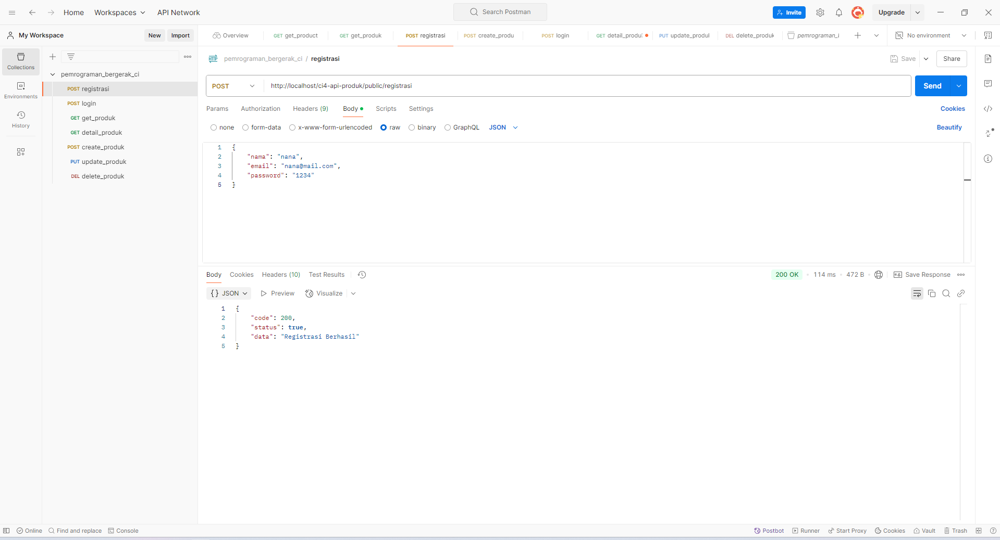 Home Workspaces API Network Search Postman Invite Upgrade
My Workspace New Import
Overview GET get_product GET get_produk POST registrasi POST create_produ POST login GET detail_produ PUT update_produl DEL delete_produk pemrograman_l No environment
Collections
Environments
History
pemrograman_bergerak_ci
POST registrasi
POST login
GET get_produk
GET detail_produk
POST create_produk
PUT update_produk
DEL delete_produk
HTTP pemrograman_bergerak_ci / registrasi Save Share
POST http://localhost/ci4-api-produk/public/registrasi Send
Params Authorization Headers (9) Body Scripts Settings Cookies
none form-data x-www-form-urlencoded raw binary GraphQL JSON Beautify
1 {
2 "nama": "nana",
3 "email": "nana@mail.com",
4 "password": "1234"
5 }
Body Cookies Headers (10) Test Results 200 OK 114 ms 472 B e.g. Save Response
{} JSON Preview Visualize
1 {
2 "code": 200,
3 "status": true,
4 "data": "Registrasi Berhasil"
5 }
Online Find and replace Console Postbot Runner Start Proxy Cookies Vault Trash